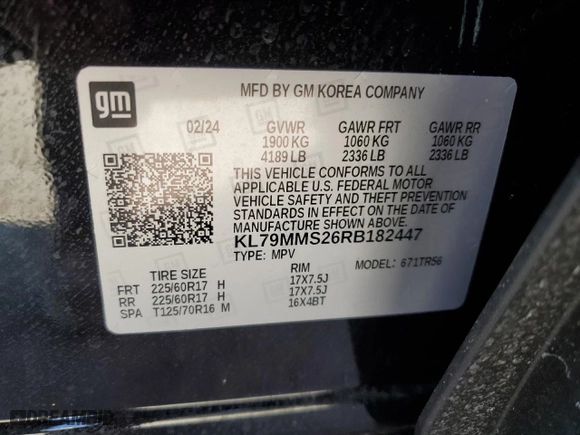 gm
MFD BY GM KOREA COMPANY
02/24 GVWR GAWR FRT GAWR RR
1900 KG 1060 KG 1060 KG
4189 LB 2336 LB 2336 LB
THIS VEHICLE CONFORMS TO ALL
APPLICABLE U.S. FEDERAL MOTOR
VEHICLE SAFETY AND THEFT PREVENTION
STANDARDS IN EFFECT ON THE DATE OF
MANUFACTURE SHOWN ABOVE.
KL79MMS26RB182447
TYPE: MPV MODEL: 671TR56
TIRE SIZE RIM
FRT 225/60R17 H 17X7.5J
RR 225/60R17 H 17X7.5J
SPA T125/70R16 M 16X4BT
DREAMBID